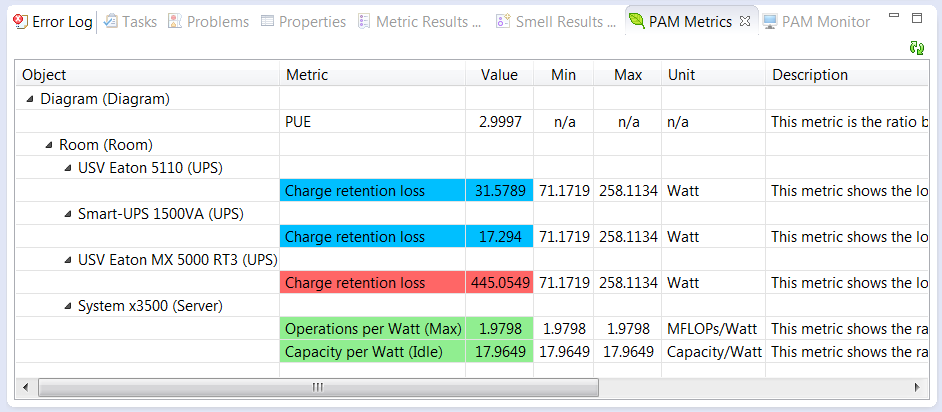 Error Log Tasks Problems Properties Metric Results ... Smell Results ... PAM Metrics PAM Monitor
Object Metric Value Min Max Unit Description
Diagram (Diagram)
PUE 2.9997 n/a n/a n/a This metric is the ratio b
Room (Room)
USV Eaton 5110 (UPS)
Charge retention loss 31.5789 71.1719 258.1134 Watt This metric shows the lo
Smart-UPS 1500VA (UPS)
Charge retention loss 17.294 71.1719 258.1134 Watt This metric shows the lo
USV Eaton MX 5000 RT3 (UPS)
Charge retention loss 445.0549 71.1719 258.1134 Watt This metric shows the lo
System x3500 (Server)
Operations per Watt (Max) 1.9798 1.9798 1.9798 MFLOPs/Watt This metric shows the ra
Capacity per Watt (Idle) 17.9649 17.9649 17.9649 Capacity/Watt This metric shows the ra